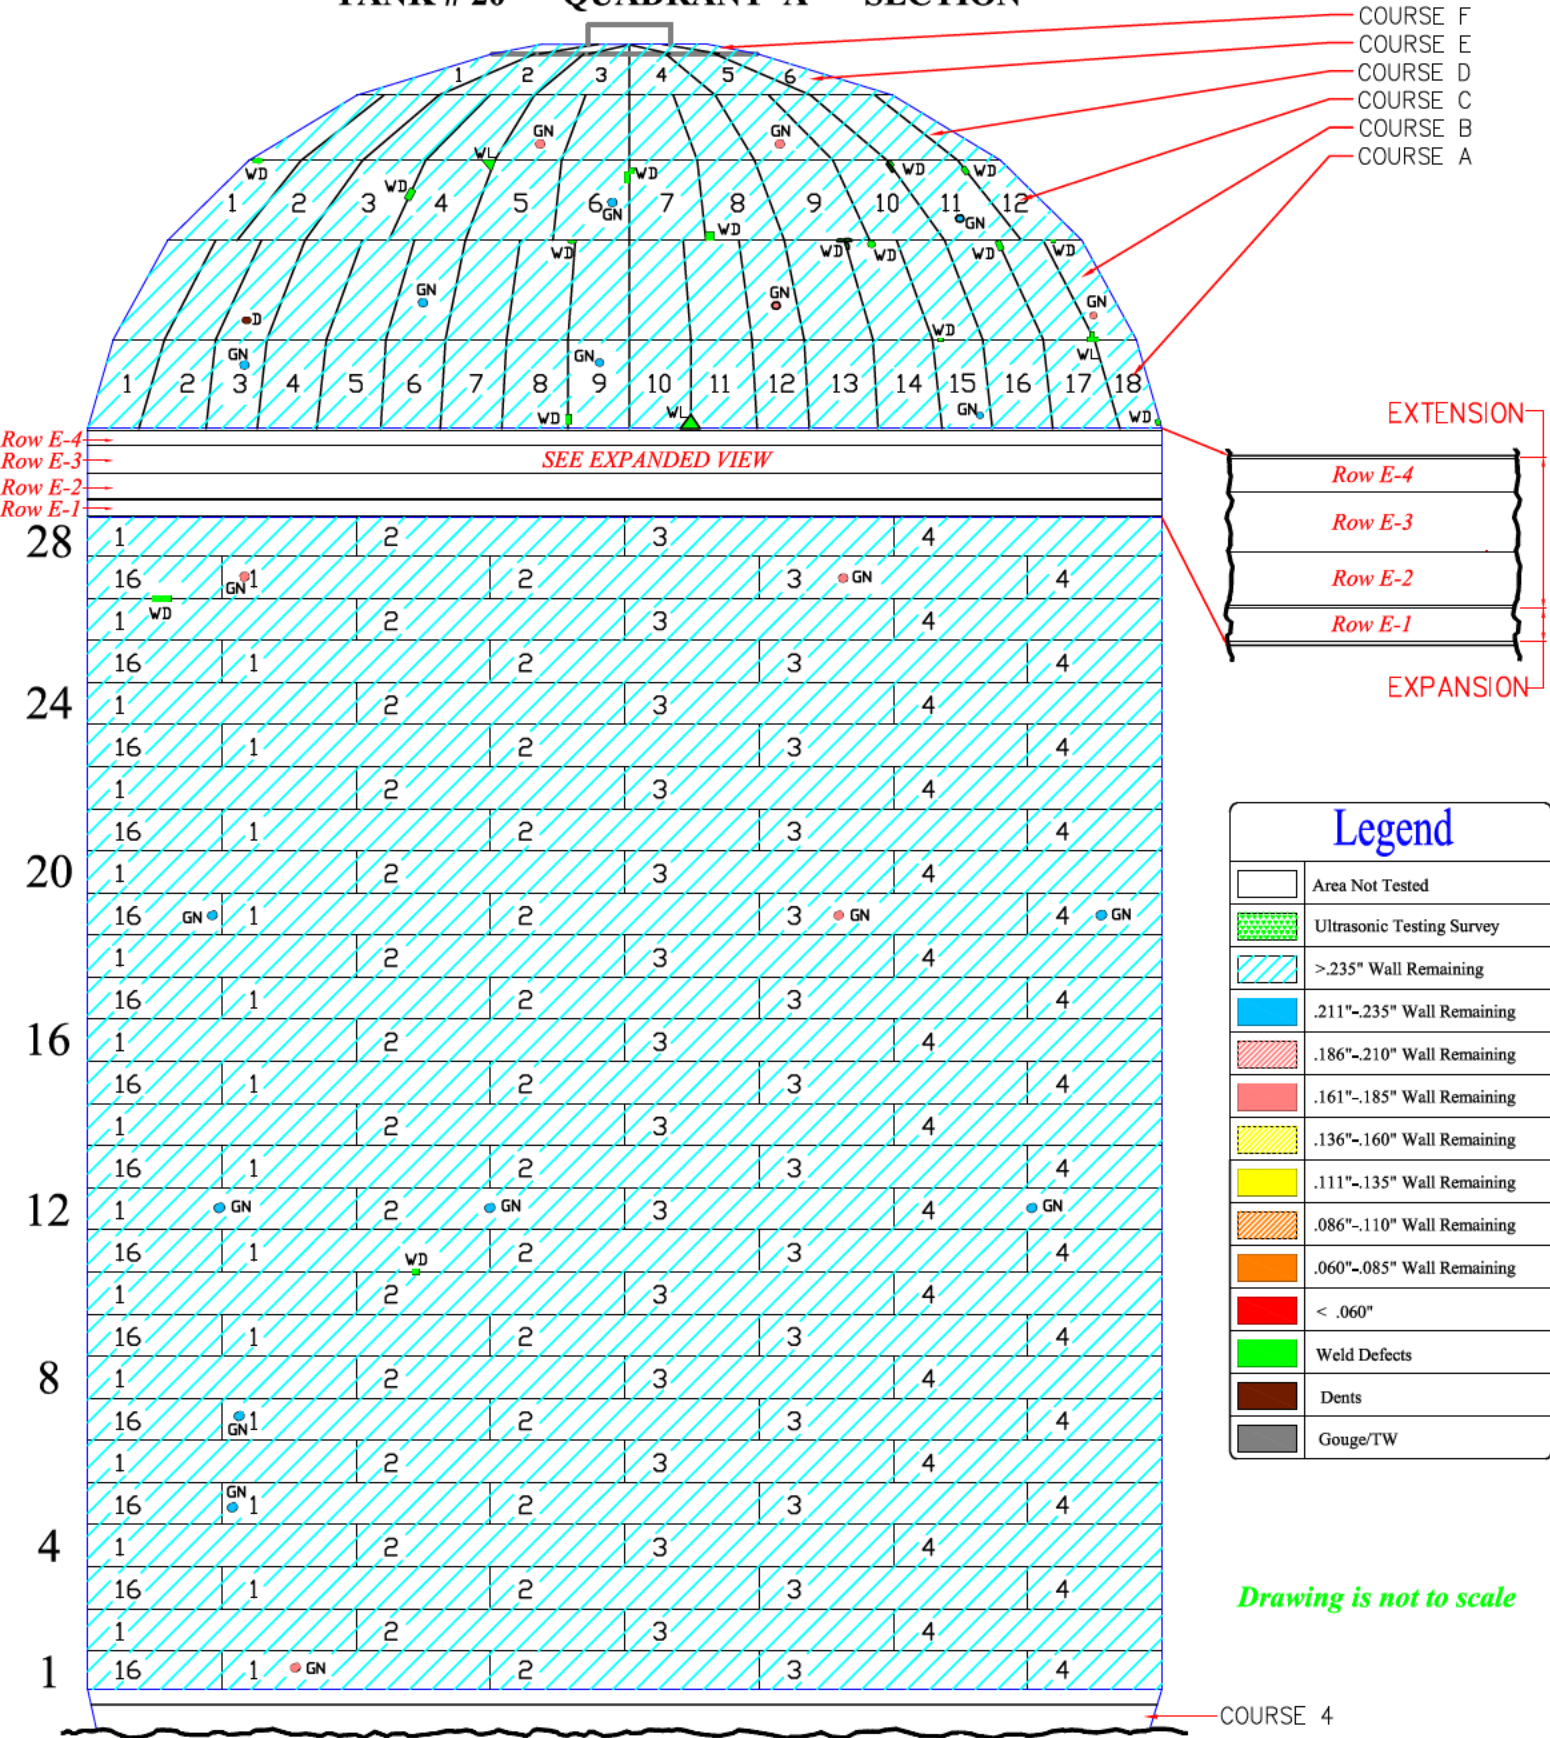 TANK # 20 QUADRANT "A" SECTION
COURSE F
COURSE E
COURSE D
COURSE C
COURSE B
COURSE A
1 2 3 4 5 6
GN GN
WL
WD WD WD WD WD
1 2 3 4 5 6 7 8 9 10 11 12
GN GN
WD WD WD WD WD WD
GN GN GN
D
WD
GN GN WL
1 2 3 4 5 6 7 8 9 10 11 12 13 14 15 16 17 18
WD WL GN WD
Row E-4
Row E-3 SEE EXPANDED VIEW
Row E-2
Row E-1
EXTENSION
Row E-4
Row E-3
Row E-2
Row E-1
EXPANSION
28 1 2 3 4
16 GN 1 2 3 GN 4
WD
1 2 3 4
16 1 2 3 4
24 1 2 3 4
16 1 2 3 4
1 2 3 4
16 1 2 3 4
20 1 2 3 4
16 GN 1 2 3 GN 4 GN
1 2 3 4
16 1 2 3 4
16 1 2 3 4
16 1 2 3 4
1 2 3 4
16 1 2 3 4
12 1 GN 2 GN 3 4 GN
16 1 WD 2 3 4
1 2 3 4
16 1 2 3 4
8 1 2 3 4
16 GN 1 2 3 4
1 2 3 4
16 GN 1 2 3 4
4 1 2 3 4
16 1 2 3 4
1 2 3 4
1 16 1 GN 2 3 4
COURSE 4
Legend
Area Not Tested
Ultrasonic Testing Survey
>.235" Wall Remaining
.211"-.235" Wall Remaining
.186"-.210" Wall Remaining
.161"-.185" Wall Remaining
.136"-.160" Wall Remaining
.111"-.135" Wall Remaining
.086"-.110" Wall Remaining
.060"-.085" Wall Remaining
< .060"
Weld Defects
Dents
Gouge/TW
Drawing is not to scale